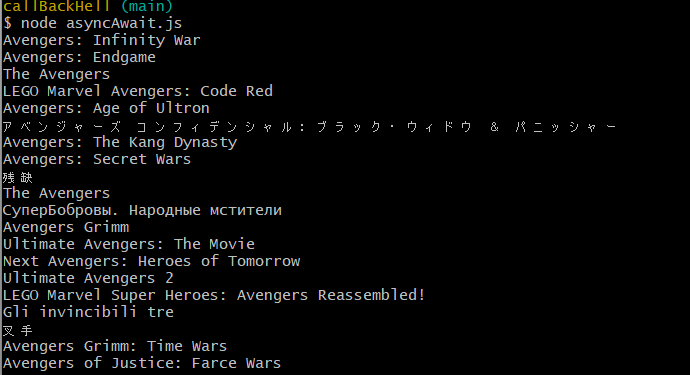 callBackHell (main)
$ node asyncAwait.js
Avengers: Infinity War
Avengers: Endgame
The Avengers
LEGO Marvel Avengers: Code Red
Avengers: Age of Ultron
アベンジャーズ コンフィデンシャル: ブラック・ウィドウ & パニッシャー
Avengers: The Kang Dynasty
Avengers: Secret Wars
残缺
The Avengers
СуперБобровы. Народные мстители
Avengers Grimm
Ultimate Avengers: The Movie
Next Avengers: Heroes of Tomorrow
Ultimate Avengers 2
LEGO Marvel Super Heroes: Avengers Reassembled!
Gli invincibili tre
叉手
Avengers Grimm: Time Wars
Avengers of Justice: Farce Wars